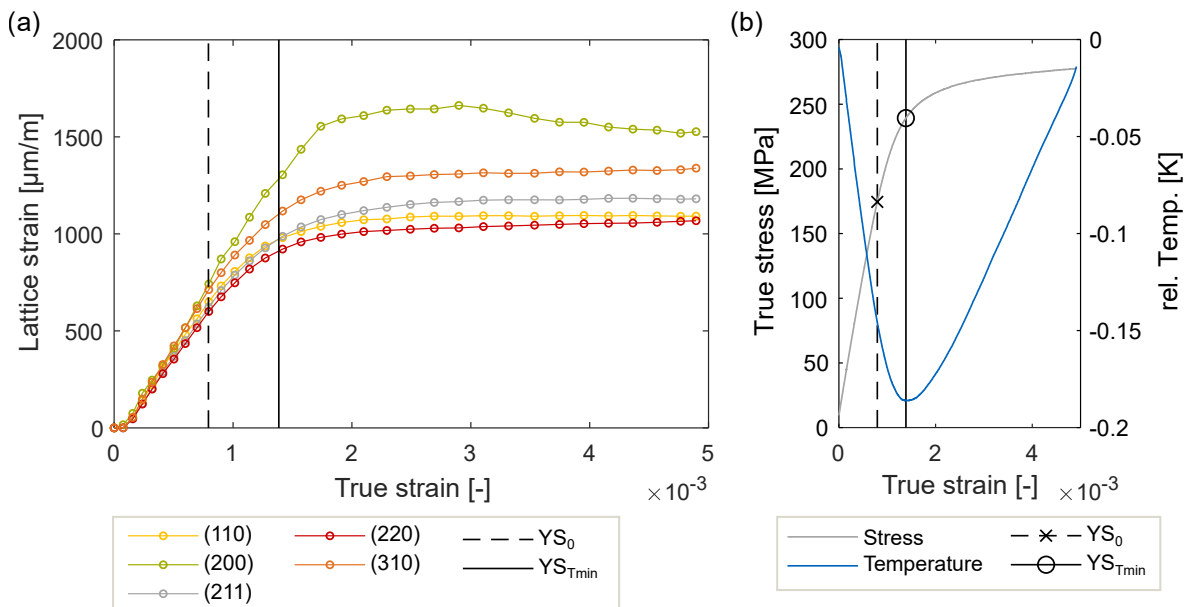 (a)
2000
1500
1000
500
0
Lattice strain [μm/m]
0 1 2 3 4 5
True strain [-]
× 10⁻³
(110) (220) YS₀
(200) (310) YS_Tmin
(211)
(b)
300
250
200
150
100
50
0
True stress [MPa]
0
-0.05
-0.1
-0.15
-0.2
rel. Temp. [K]
0 2 4
True strain [-]
× 10⁻³
Stress YS₀
Temperature YS_Tmin